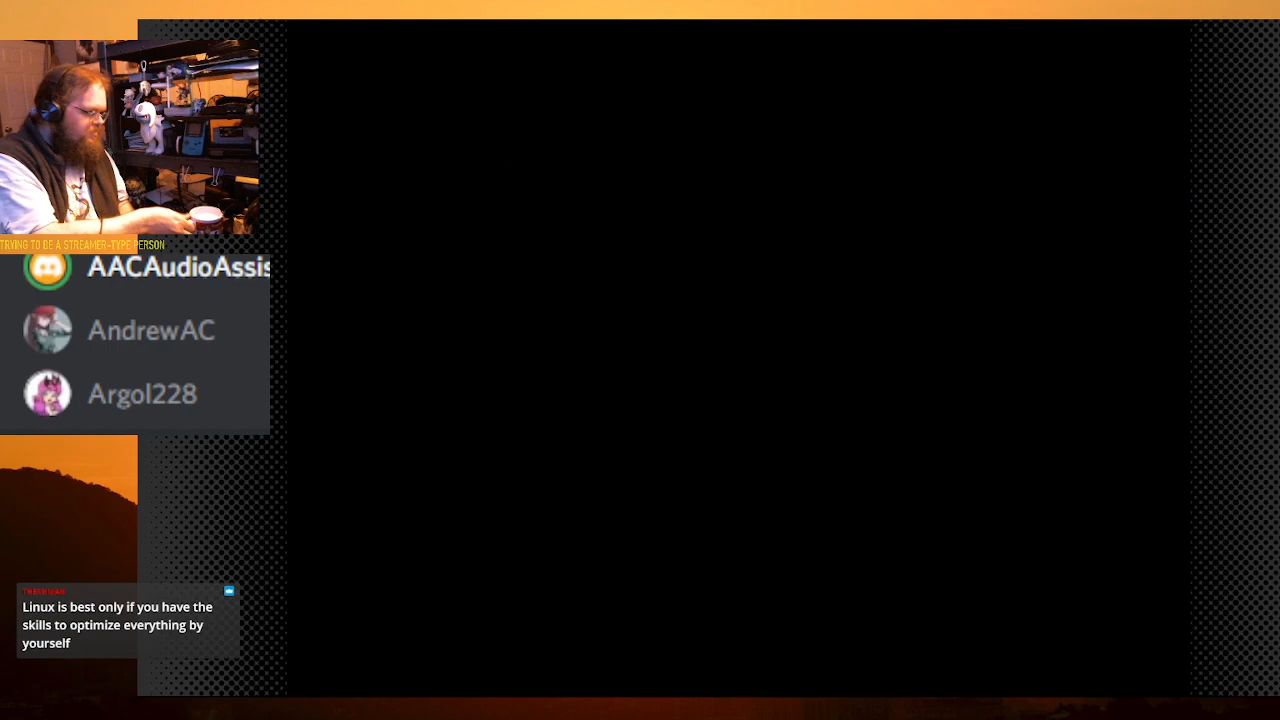 TRYING TO BE A STREAMER-TYPE PERSON
AACAudioAssis
AndrewAC
Argol228
Linux is best only if you have the
skills to optimize everything by
yourself